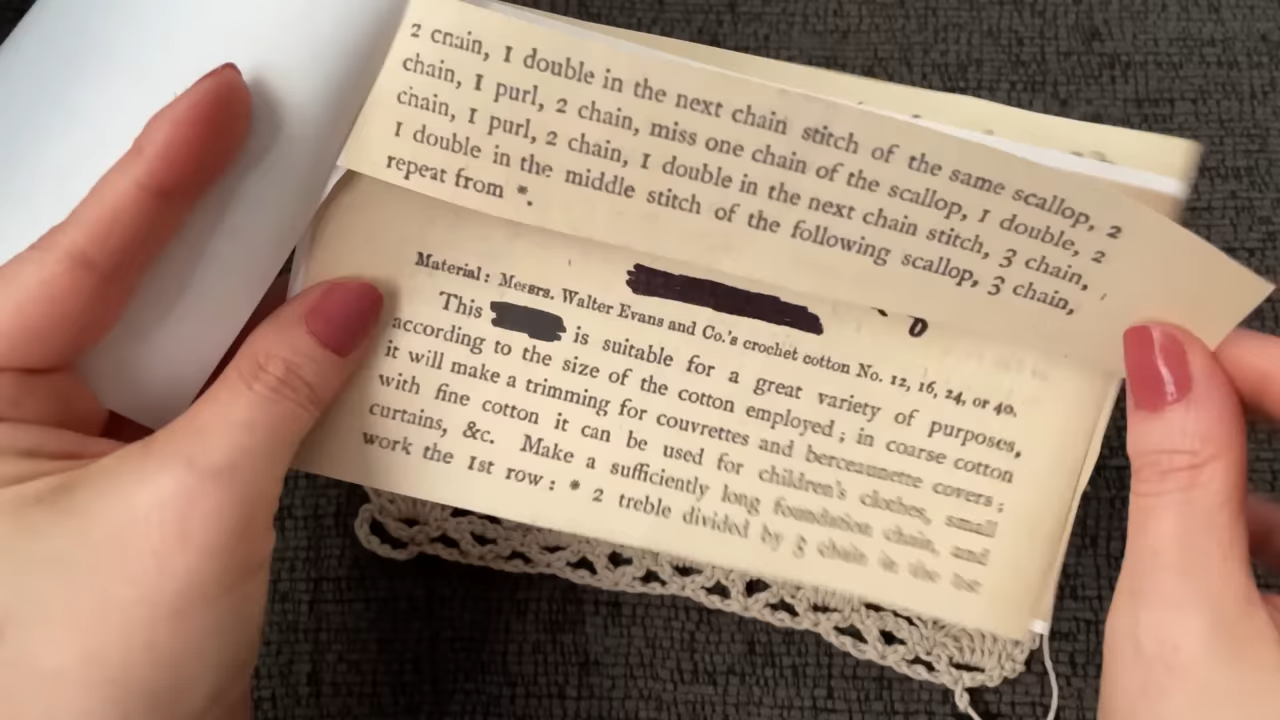 2 chain, 1 double in the next chain stitch of the same scallop, 2
chain, 1 purl, 2 chain, miss one chain of the scallop, 1 double, 2
chain, 1 purl, 2 chain, 1 double in the next chain stitch, 3 chain,
1 double in the middle stitch of the following scallop, 3 chain,
repeat from *.
Material: Messrs. Walter Evans and Co.'s crochet cotton No. 12, 16, 24, or 40.
This is suitable for a great variety of purposes,
according to the size of the cotton employed; in coarse cotton
it will make a trimming for couvrettes and berceaunette covers;
with fine cotton it can be used for children's clothes, small
curtains, &c. Make a sufficiently long foundation chain, and
work the 1st row: * 2 treble divided by 3 chain in the 1st